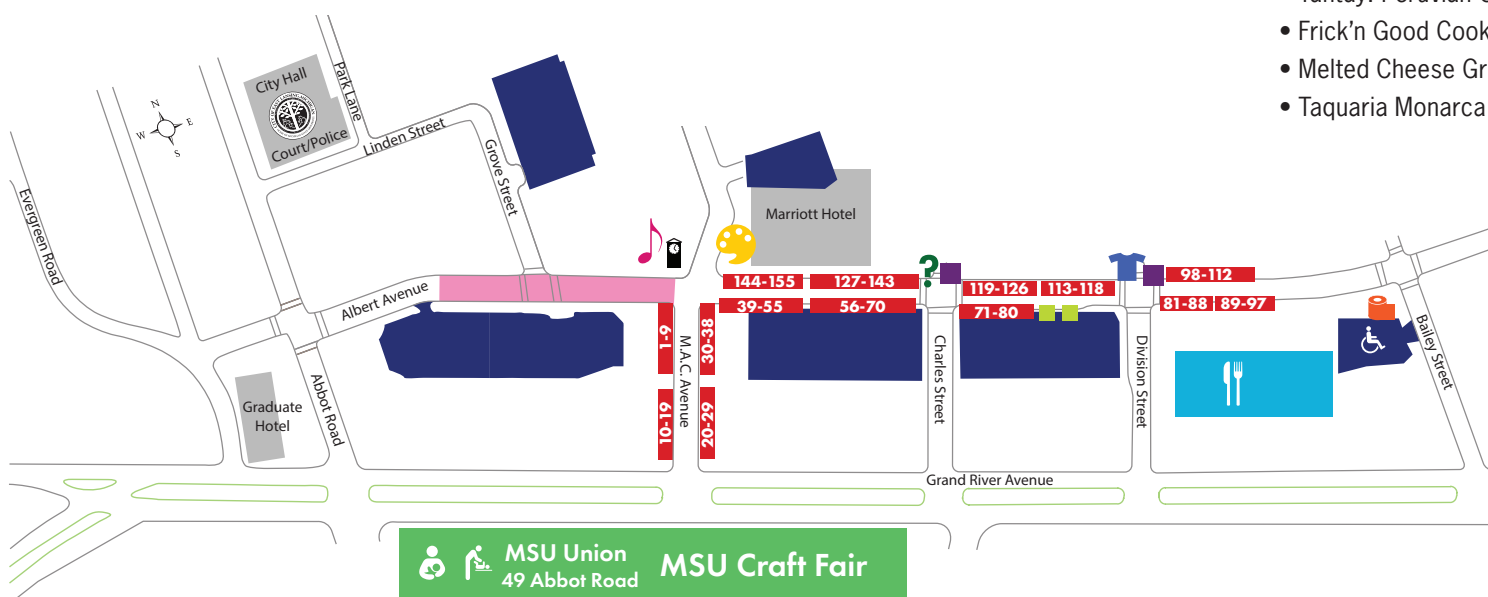 • Frick'n Good Cook
• Melted Cheese Gr
• Taquaria Monarca
N
W
E
S
City Hall
Court/Police
Park Lane
Linden Street
Grove Street
Evergreen Road
Marriott Hotel
?
Albert Avenue
144-155
127-143
119-126
113-118
98-112
39-55
56-70
71-80
81-88
89-97
1-9
30-38
10-19
20-29
M.A.C. Avenue
Charles Street
Division Street
Bailey Street
Graduate
Hotel
Abbot Road
Grand River Avenue
MSU Union
49 Abbot Road
MSU Craft Fair